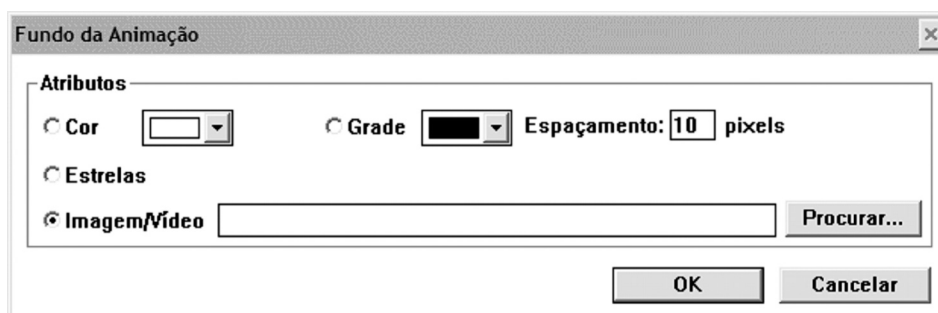 Fundo da Animação
Atributos
Cor Grade Espaçamento: 10 pixels
Estrelas
Imagem/Vídeo Procurar...
OK Cancelar